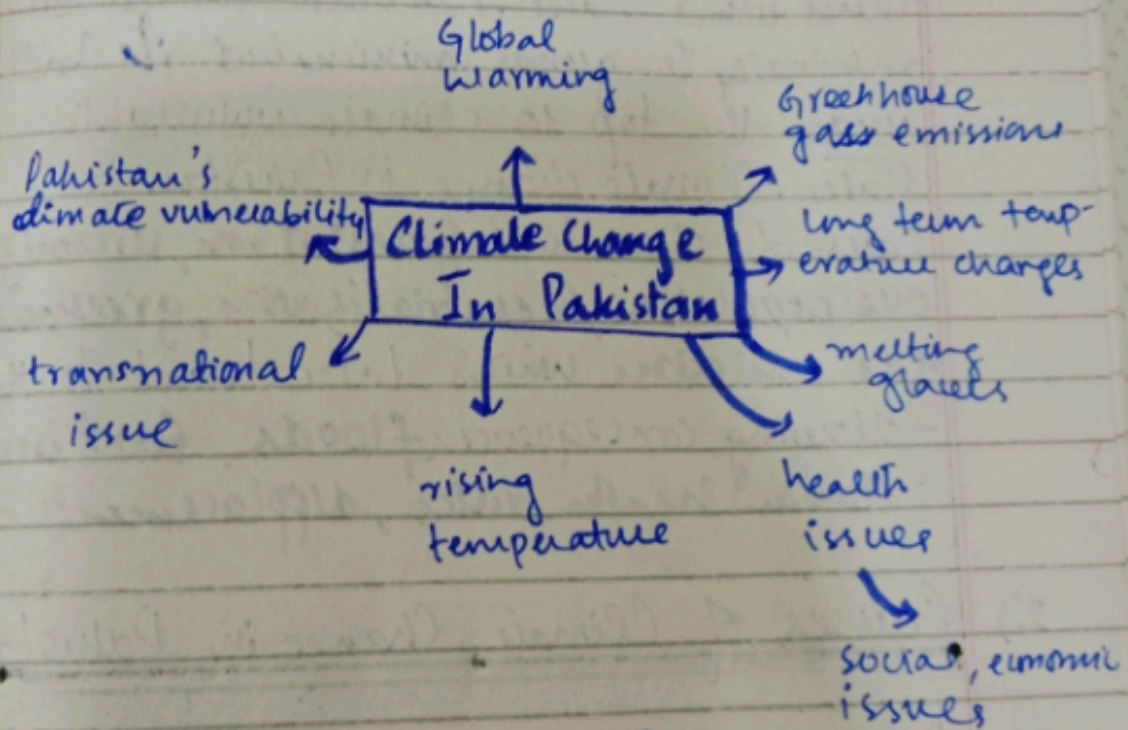 Global
warming
Greenhouse
gass emissions
Pakistan's
climate vulnerability
Climate Change
In Pakistan
long term temp-
erature changes
melting
glaciers
transnational
issue
rising
temperature
health
issues
social, economic
issues